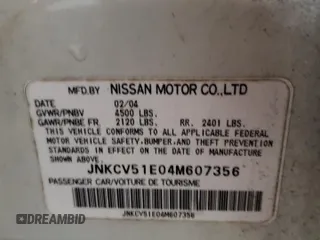 MFD.BY NISSAN MOTOR CO.,LTD
DATE 02/04
GVWR/PNBV 4500 LBS.
GAWR/PNBE FR. 2120 LBS. RR. 2401 LBS.
THIS VEHICLE CONFORMS TO ALL APPLICABLE FEDERAL
MOTOR VEHICLE SAFETY,BUMPER,AND THEFT PREVENTION
STANDARDS IN EFFECT ON THE DATE OF MANUFACTURE
SHOWN ABOVE.
JNKCV51E04M607356
PASSENGER CAR/VOITURE DE TOURISME
JNKCV51E04M607356
DREAMBID